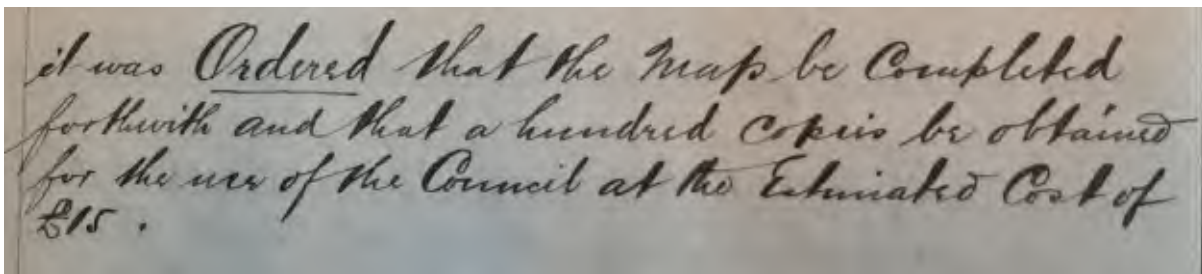 it was Ordered that the Map be Completed
forthwith and that a hundred copies be obtained
for the use of the Council at the Estimated Cost of
£15.